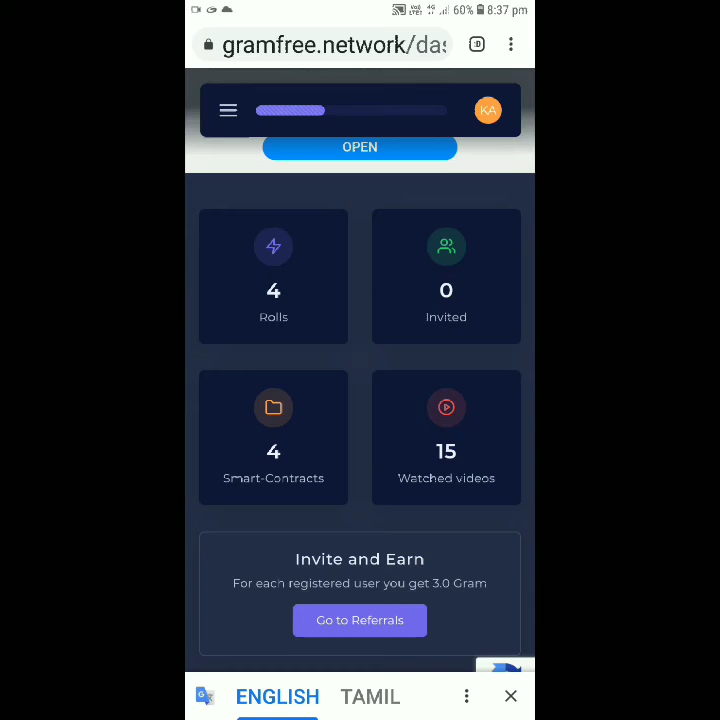 60% 8:37 pm
gramfree.network/das
KA
OPEN
4
Rolls
0
Invited
4
Smart-Contracts
15
Watched videos
Invite and Earn
For each registered user you get 3.0 Gram
Go to Referrals
ENGLISH TAMIL